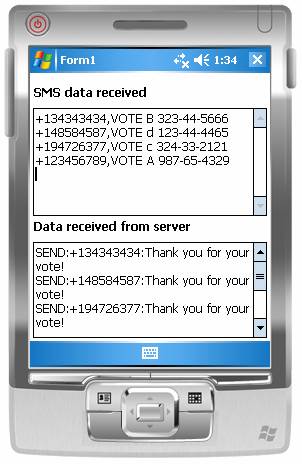 Form1 1:34
SMS data received
+134343434,VOTE B 323-44-5666
+148584587,VOTE d 123-44-4465
+194726377,VOTE c 324-33-2121
+123456789,VOTE A 987-65-4329
Data received from server
SEND:+134343434:Thank you for your
vote!
SEND:+148584587:Thank you for your
vote!
SEND:+194726377:Thank you for your
vote!